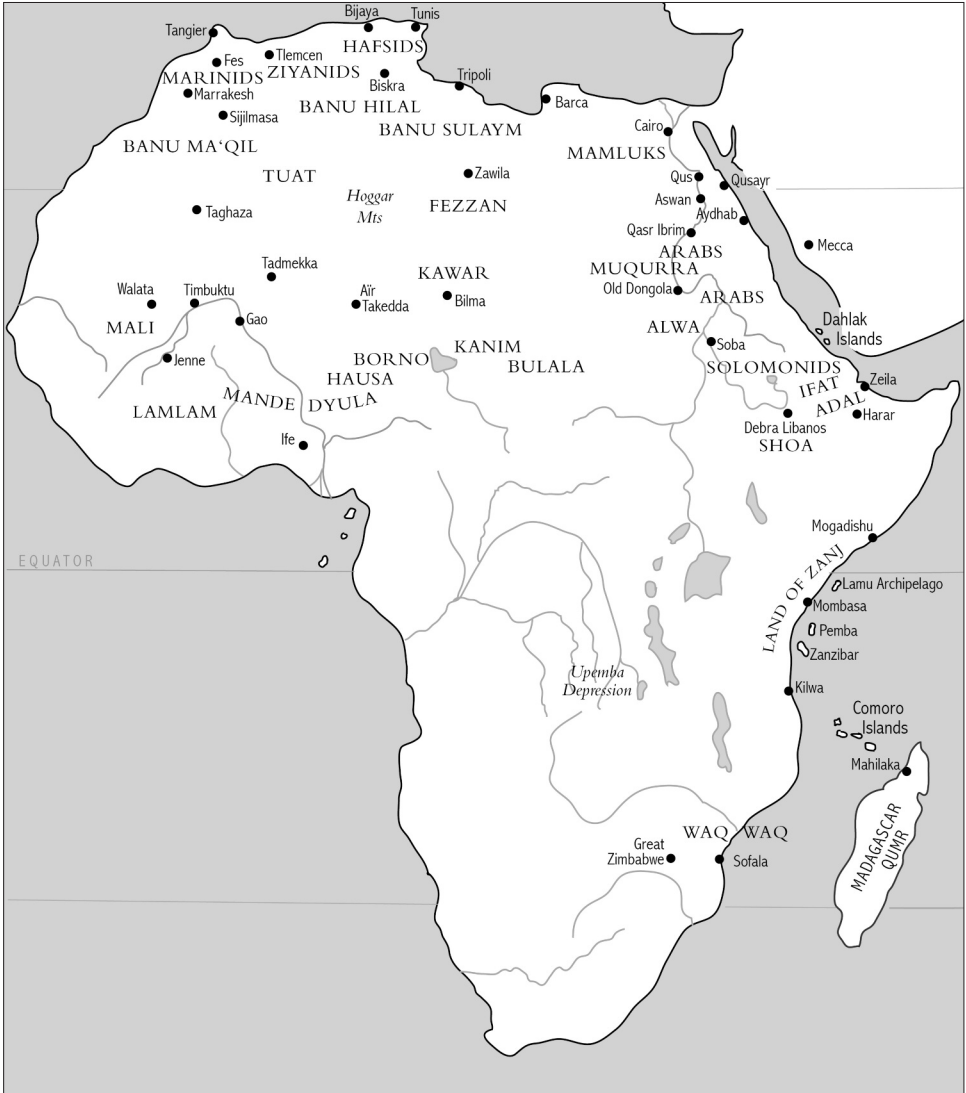 Bijaya
Tunis
Tangier
HAFSIDS
Tlemcen
Fes
ZIYANIDS
MARINIDS
Biskra
Tripoli
Marrakesh
BANU HILAL
Barca
Sijilmasa
BANU SULAYM
Cairo
BANU MA‘QIL
MAMLUKS
TUAT
Zawila
Qus
Qusayr
Hoggar
Mts
FEZZAN
Aswan
Taghaza
Aydhab
Qasr Ibrim
Mecca
ARABS
MUQURRA
Tadmekka
KAWAR
Old Dongola
ARABS
Walata
Timbuktu
Aïr
Takedda
Bilma
Gao
MALI
ALWA
Dahlak
Islands
Soba
Jenne
BORNO
KANIM
BULALA
SOLOMONIDS
HAUSA
IFAT
Zeila
MANDE
DYULA
ADAL
LAMLAM
Debra Libanos
Harar
SHOA
Ife
Mogadishu
EQUATOR
LAND OF ZANJ
Lamu Archipelago
Mombasa
Pemba
Zanzibar
Upemba
Depression
Kilwa
Comoro
Islands
Mahilaka
WAQ WAQ
Great
Zimbabwe
Sofala
MADAGASCAR
QUMR